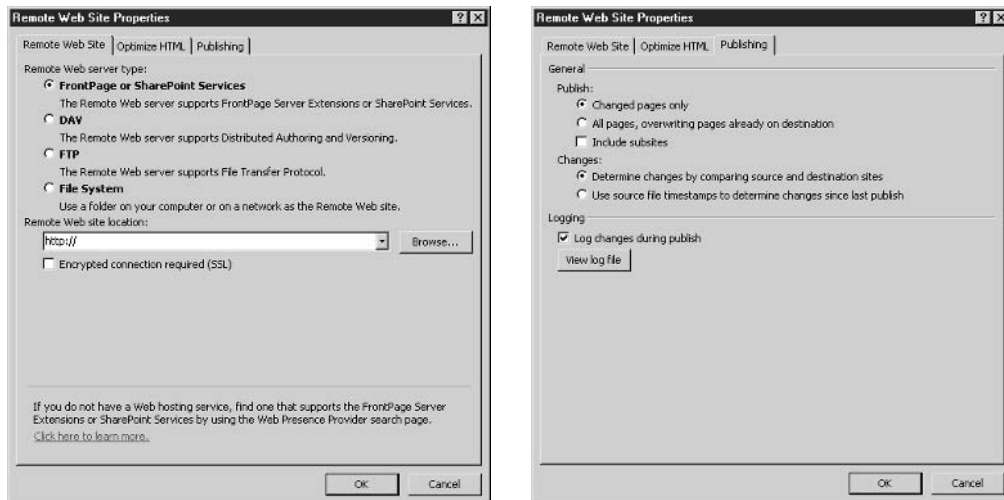 Remote Web Site Properties
Remote Web Site
Optimize HTML
Publishing
Remote Web server type:
FrontPage or SharePoint Services
The Remote Web server supports FrontPage Server Extensions or SharePoint Services.
DAV
The Remote Web server supports Distributed Authoring and Versioning.
FTP
The Remote Web server supports File Transfer Protocol.
File System
Use a folder on your computer or on a network as the Remote Web site.
Remote Web site location:
http://
Browse...
Encrypted connection required (SSL)
If you do not have a Web hosting service, find one that supports the FrontPage Server
Extensions or SharePoint Services by using the Web Presence Provider search page.
Click here to learn more.
OK
Cancel
Remote Web Site Properties
Remote Web Site
Optimize HTML
Publishing
General
Publish:
Changed pages only
All pages, overwriting pages already on destination
Include subsites
Changes:
Determine changes by comparing source and destination sites
Use source file timestamps to determine changes since last publish
Logging
Log changes during publish
View log file
OK
Cancel